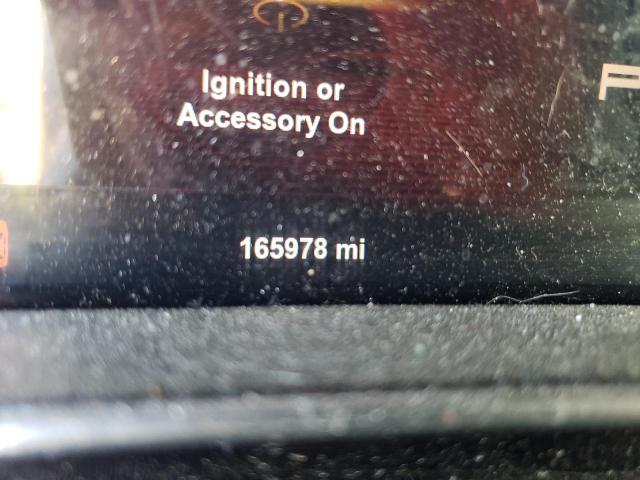 Ignition or
Accessory On
165978 mi